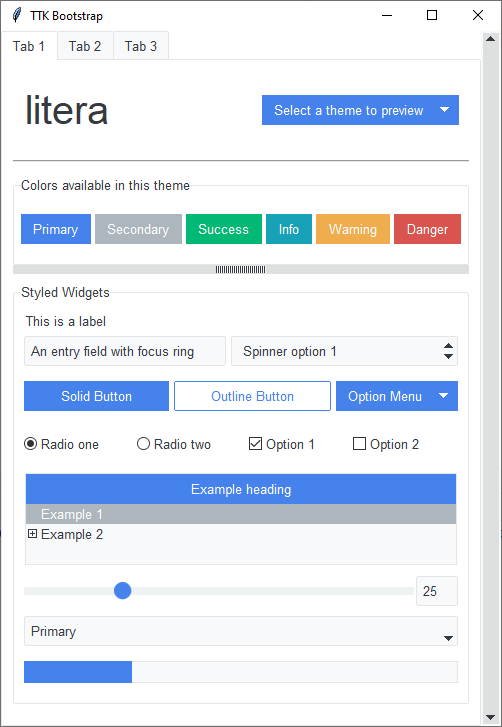 TTK Bootstrap
Tab 1 Tab 2 Tab 3
litera
Select a theme to preview
Colors available in this theme
Primary Secondary Success Info Warning Danger
Styled Widgets
This is a label
An entry field with focus ring Spinner option 1
Solid Button Outline Button Option Menu
Radio one Radio two Option 1 Option 2
Example heading
Example 1
Example 2
25
Primary